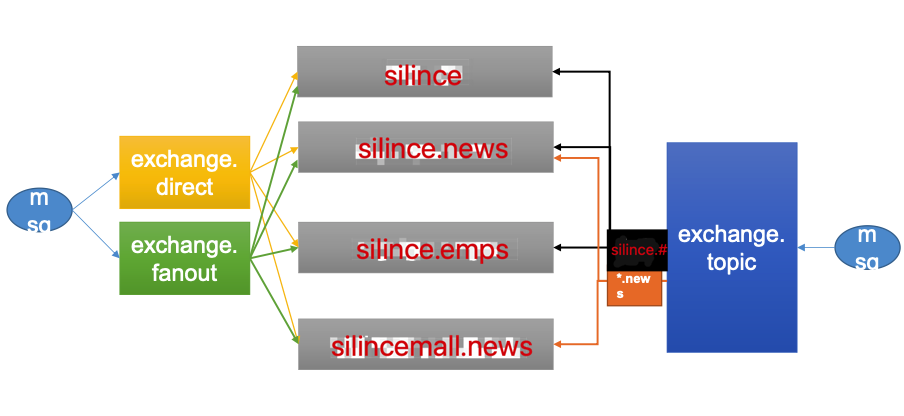 m
sg
exchange.
direct
exchange.
fanout
silince
silince.news
silince.emps
silincemall.news
silince.#
*.new
s
exchange.
topic
m
sg